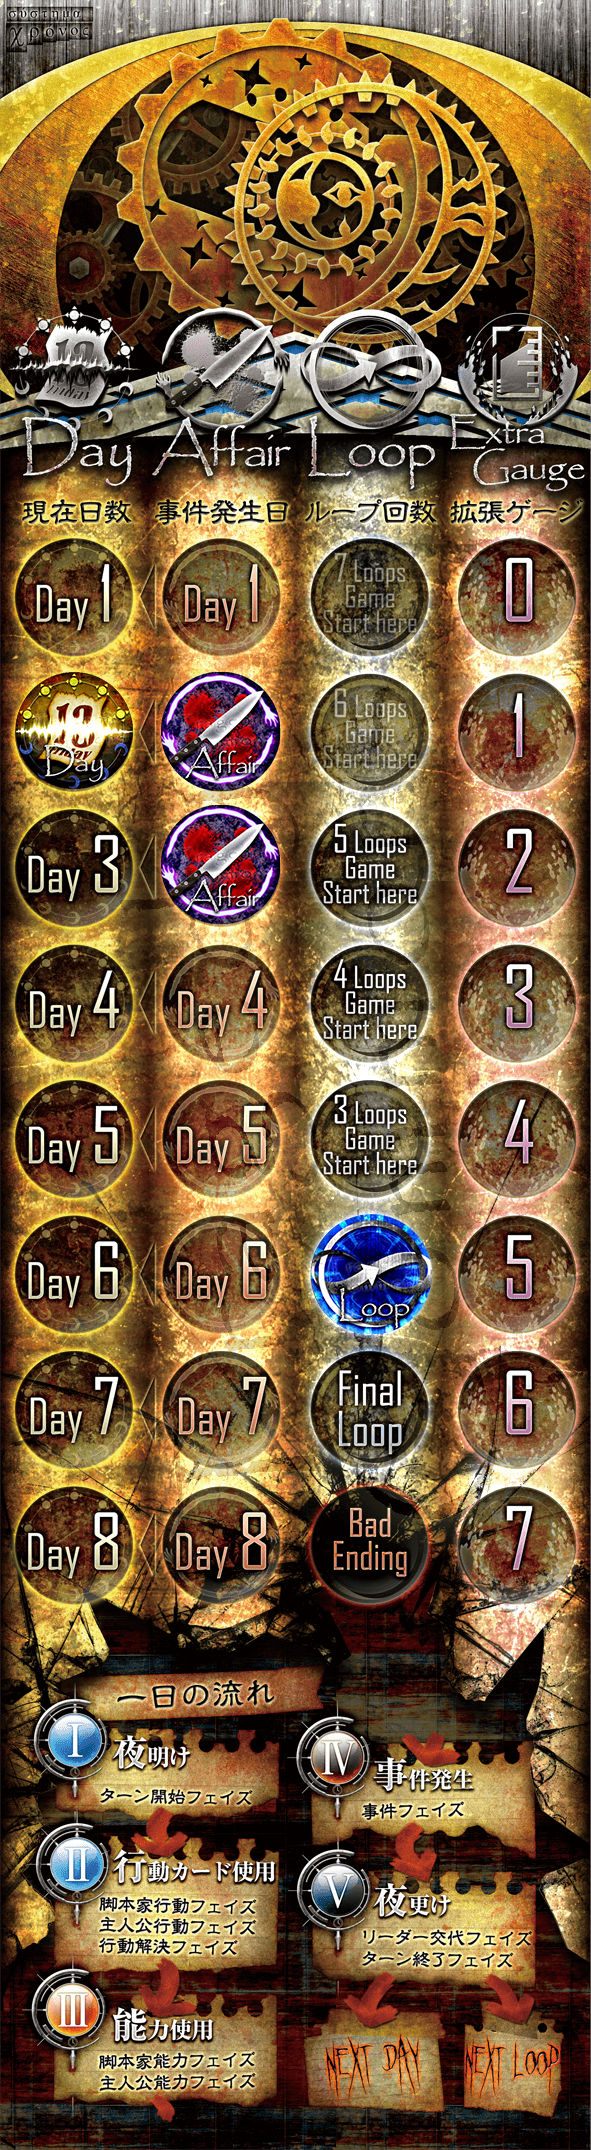 σύστημα
χρόνος
Day Affair Loop Extra Gauge
現在日数 事件発生日 ループ回数 拡張ゲージ
Day 1 Day 1 7 Loops Game Start here 0
13 Day Affair 6 Loops Game Start here 1
Day 3 Affair 5 Loops Game Start here 2
Day 4 Day 4 4 Loops Game Start here 3
Day 5 Day 5 3 Loops Game Start here 4
Day 6 Day 6 Loop 5
Day 7 Day 7 Final Loop 6
Day 8 Day 8 Bad Ending 7
一日の流れ
I 夜明け
ターン開始フェイズ
II 行動カード使用
脚本家行動フェイズ
主人公行動フェイズ
行動解決フェイズ
III 能力使用
脚本家能力フェイズ
主人公能力フェイズ
IV 事件発生
事件フェイズ
V 夜更け
リーダー交代フェイズ
ターン終了フェイズ
NEXT DAY
NEXT LOOP